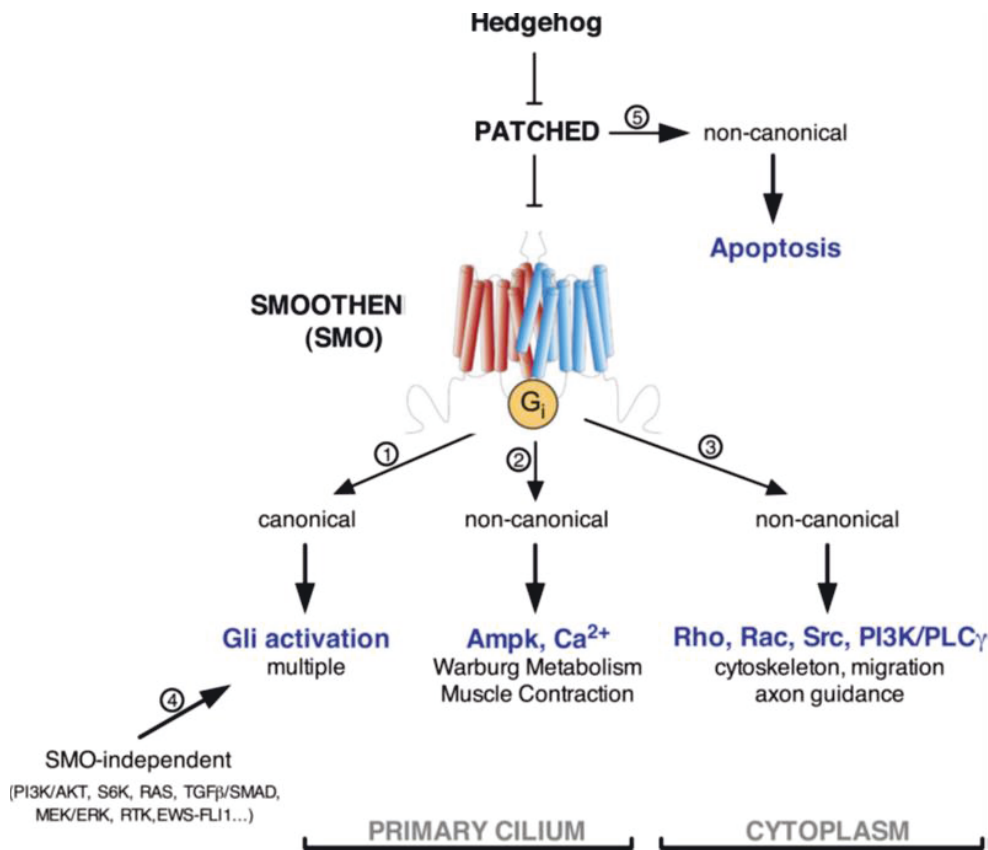 Hedgehog
PATCHED
⑤
non-canonical
Apoptosis
SMOOTHEN
(SMO)
Gi
①
②
③
canonical
non-canonical
non-canonical
Gli activation
multiple
Ampk, Ca²⁺
Warburg Metabolism
Muscle Contraction
Rho, Rac, Src, PI3K/PLCγ
cytoskeleton, migration
axon guidance
④
SMO-independent
(PI3K/AKT, S6K, RAS, TGFβ/SMAD,
MEK/ERK, RTK,EWS-FLI1...)
PRIMARY CILIUM
CYTOPLASM